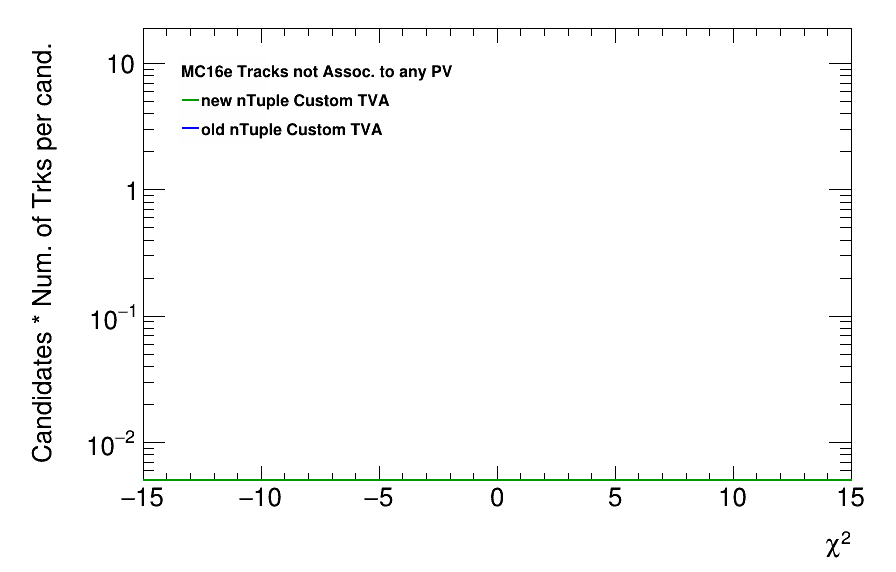 MC16e Tracks not Assoc. to any PV
new nTuple Custom TVA
old nTuple Custom TVA
Candidates * Num. of Trks per cand.
10
1
10⁻¹
10⁻²
−15 −10 −5 0 5 10 15
χ²